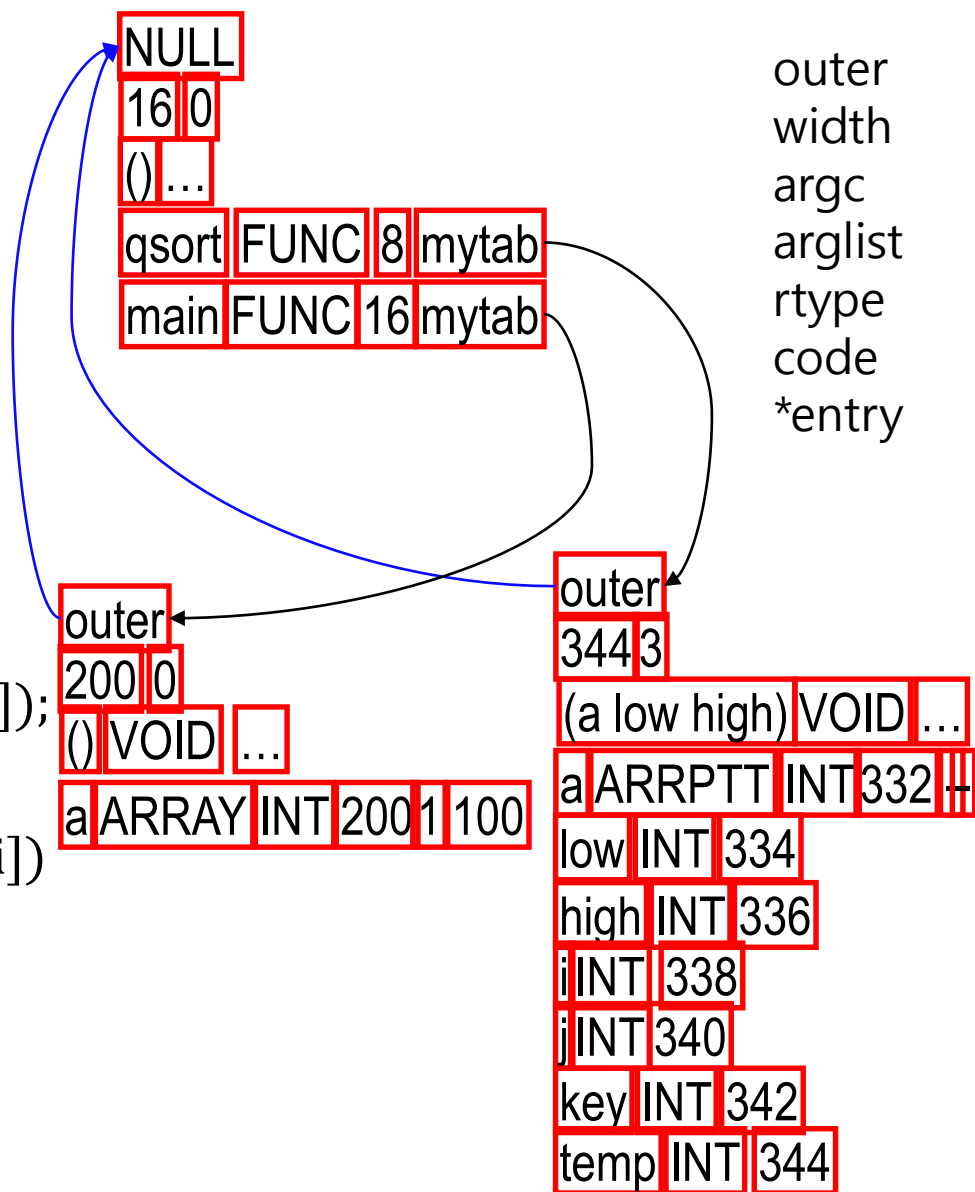 NULL
16 0
() …
qsort FUNC 8 mytab
main FUNC 16 mytab
outer
width
argc
arglist
rtype
code
*entry
outer
200 0
() VOID …
a ARRAY INT 200 1 100
]);
i])
outer
344 3
(a low high) VOID …
a ARRPTT INT 332 – –
low INT 334
high INT 336
i INT 338
j INT 340
key INT 342
temp INT 344